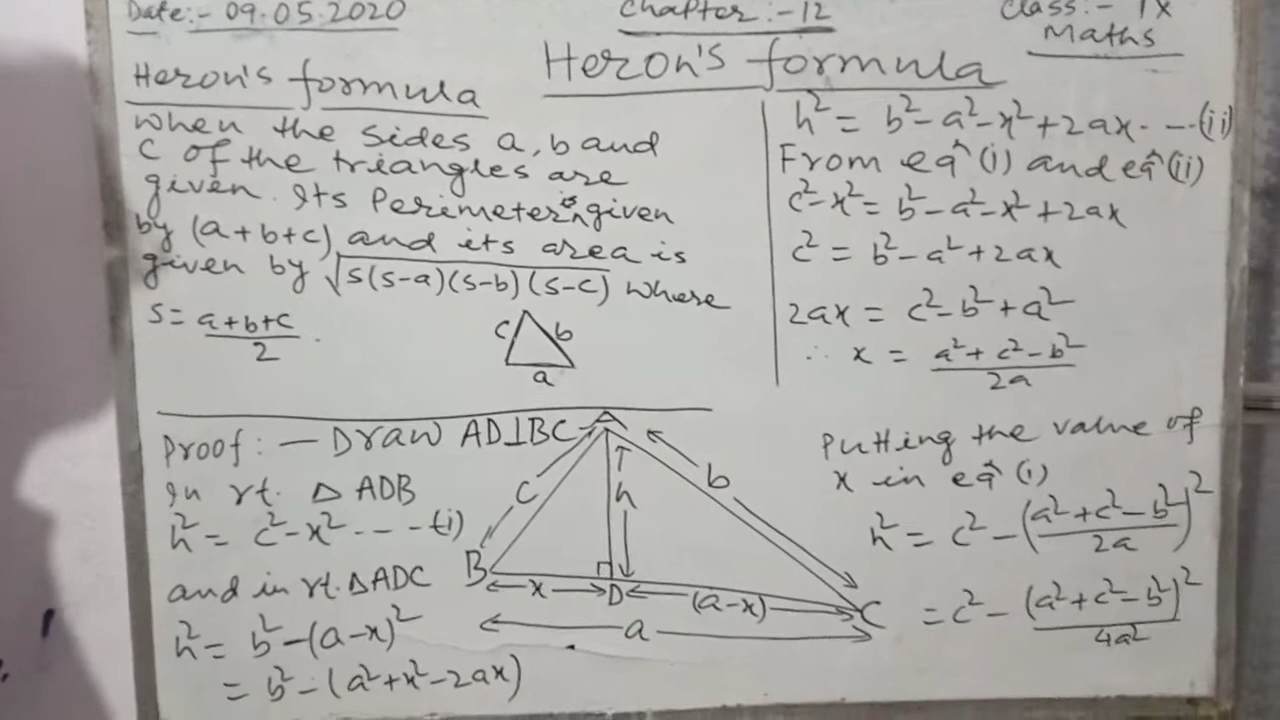 Date:- 09.05.2020
Chapter:-12
Class:- IX
Maths
Heron's formula
Heron's formula
When the sides a, b and
c of the triangles are
given. Its Perimeter is given
by (a+b+c) and its area is
given by √s(s-a)(s-b)(s-c) where
s = a+b+c / 2 .
c b
a
Proof:— Draw AD⊥BC
In rt. △ ADB
h² = c²-x² ---- (i)
and in rt. △ADC
h² = b²-(a-x)²
= b²-(a²+x²-2ax)
A
c h b
B x D (a-x) C
a
h² = b²-a²-x²+2ax. --- (ii)
From eqⁿ(i) and eqⁿ(ii)
c²-x² = b²-a²-x²+2ax
c² = b²-a²+2ax
2ax = c²-b²+a²
∴ x = a²+c²-b² / 2a
Putting the value of
x in eqⁿ(i)
h² = c² - (a²+c²-b² / 2a)²
= c² - (a²+c²-b²)² / 4a²